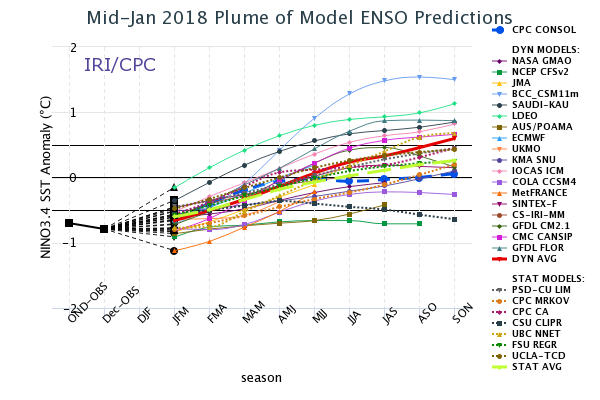 Mid-Jan 2018 Plume of Model ENSO Predictions
IRI/CPC
NINO3.4 SST Anomaly (°C)
2
1
0
-1
-2
OND-OBS
Dec-OBS
DJF
JFM
FMA
MAM
AMJ
MJJ
JJA
JAS
ASO
SON
season
CPC CONSOL
DYN MODELS:
NASA GMAO
NCEP CFSv2
JMA
BCC_CSM11m
SAUDI-KAU
LDEO
AUS/POAMA
ECMWF
UKMO
KMA SNU
IOCAS ICM
COLA CCSM4
MetFRANCE
SINTEX-F
CS-IRI-MM
GFDL CM2.1
CMC CANSIP
GFDL FLOR
DYN AVG
STAT MODELS:
PSD-CU LIM
CPC MRKOV
CPC CA
CSU CLIPR
UBC NNET
FSU REGR
UCLA-TCD
STAT AVG